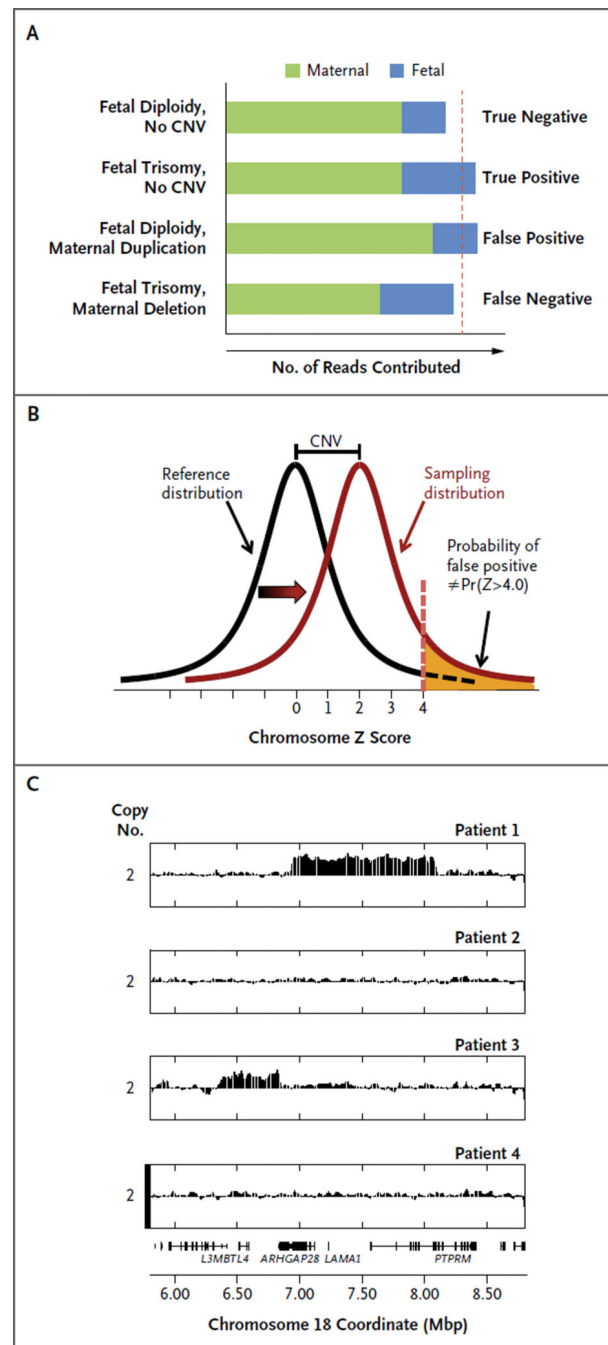 A
Maternal Fetal
Fetal Diploidy,
No CNV
True Negative
Fetal Trisomy,
No CNV
True Positive
Fetal Diploidy,
Maternal Duplication
False Positive
Fetal Trisomy,
Maternal Deletion
False Negative
No. of Reads Contributed
B
CNV
Reference
distribution
Sampling
distribution
Probability of
false positive
≠Pr(Z>4.0)
0 1 2 3 4
Chromosome Z Score
C
Copy
No.
Patient 1
2
Patient 2
2
Patient 3
2
Patient 4
2
L3MBTL4 ARHGAP28 LAMA1 PTPRM
6.00 6.50 7.00 7.50 8.00 8.50
Chromosome 18 Coordinate (Mbp)